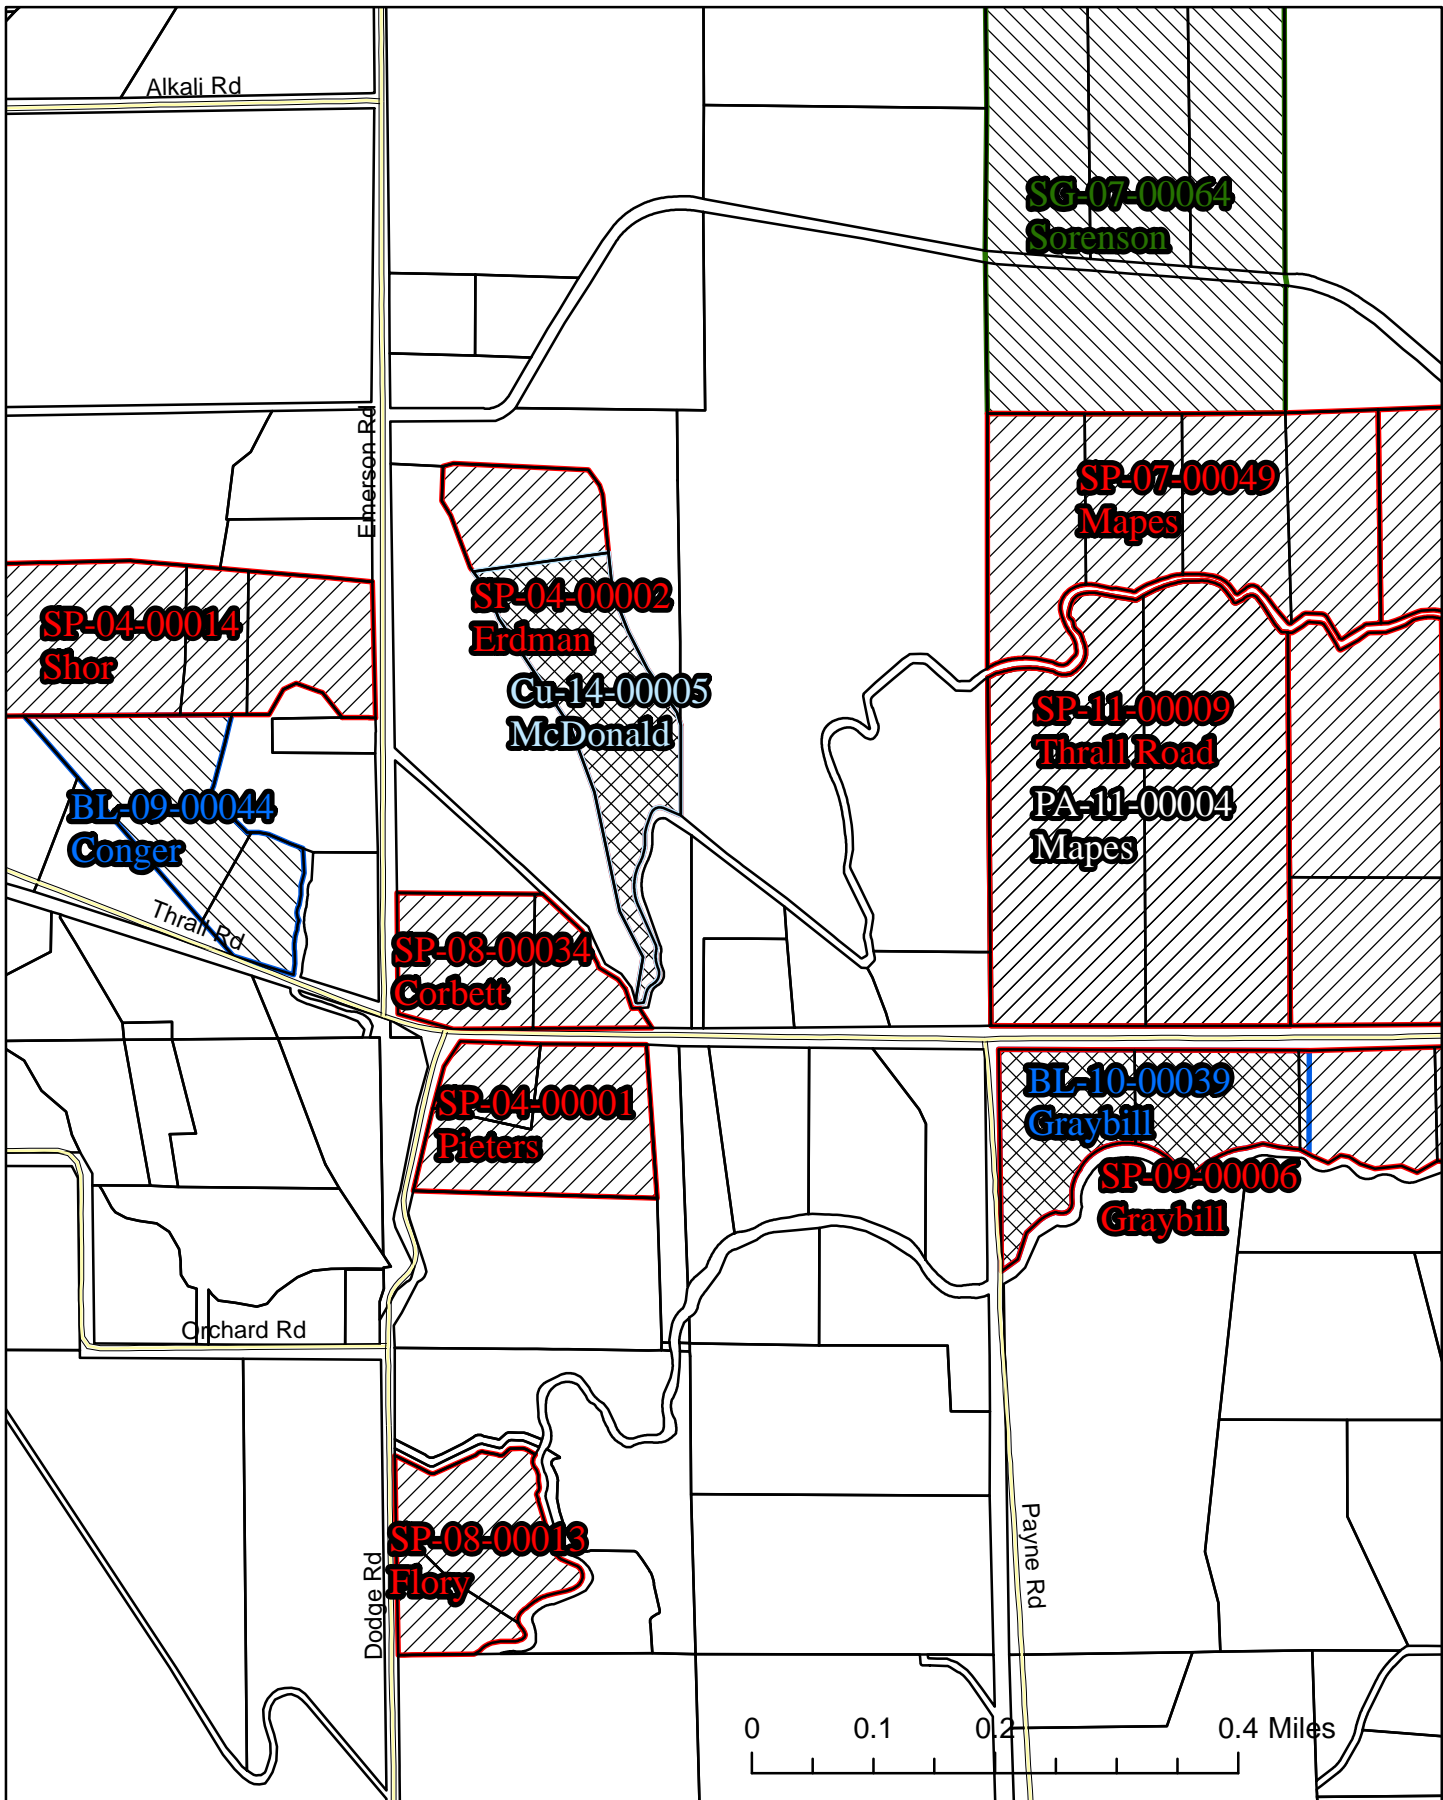 Alkali Rd
SG-07-00064
Sorenson
Emerson Rd
SP-07-00049
Mapes
SP-04-00002
Erdman
SP-04-00014
Shor
Cu-14-00005
McDonald
SP-11-00009
Thrall Road
PA-11-00004
Mapes
BL-09-00044
Conger
Thrall Rd
SP-08-00034
Corbett
SP-04-00001
Pieters
BL-10-00039
Graybill
SP-09-00006
Graybill
Orchard Rd
SP-08-00013
Flory
Dodge Rd
Payne Rd
0 0.1 0.2 0.4 Miles